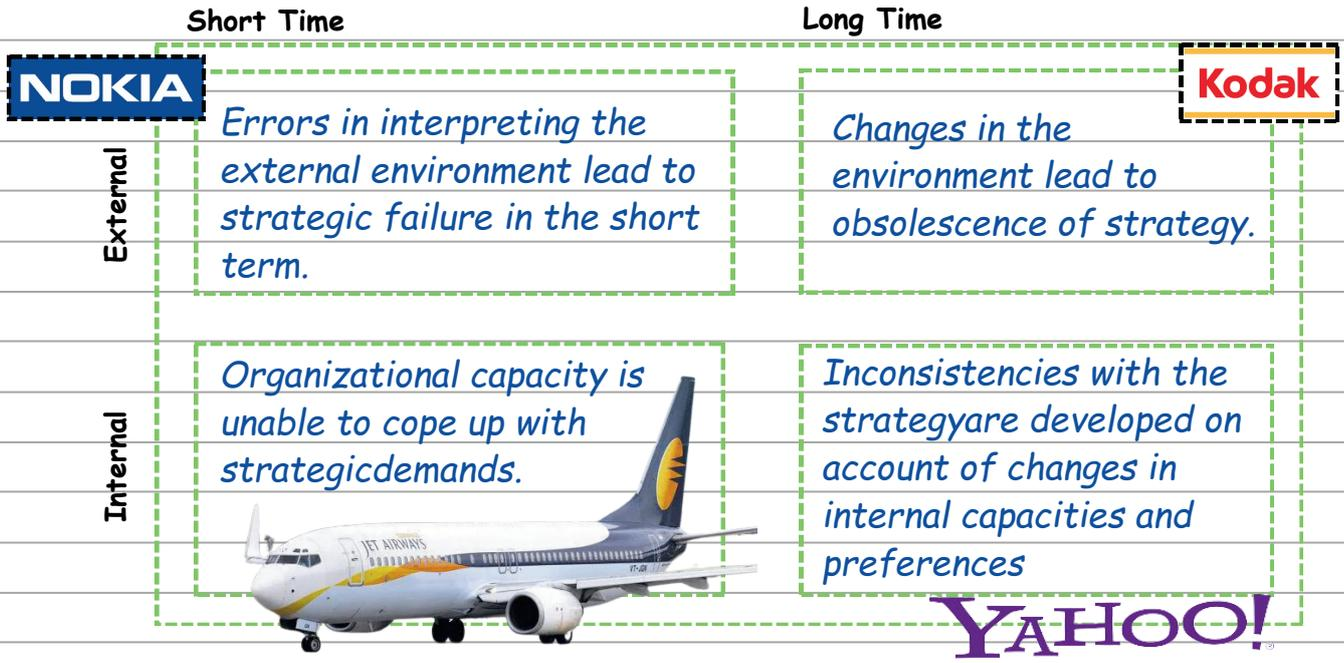 Short Time
Long Time
NOKIA
Kodak
External
Errors in interpreting the
external environment lead to
strategic failure in the short
term.
Changes in the
environment lead to
obsolescence of strategy.
Internal
Organizational capacity is
unable to cope up with
strategicdemands.
JET AIRWAYS
Inconsistencies with the
strategyare developed on
account of changes in
internal capacities and
preferences
YAHOO!